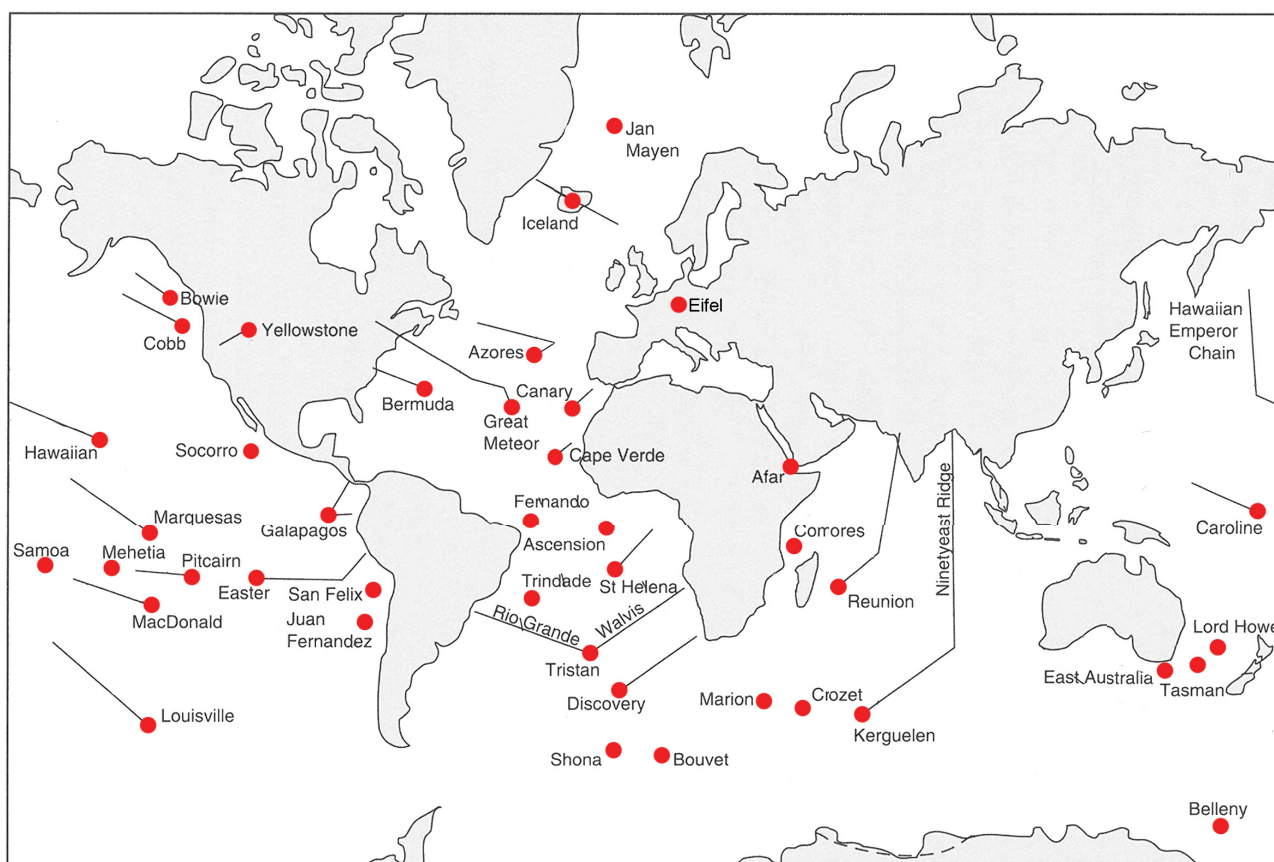 Jan
Mayen
Iceland
Bowie
Cobb
Yellowstone
Eifel
Hawaiian
Emperor
Chain
Azores
Canary
Bermuda
Great
Meteor
Hawaiian
Socorro
Cape Verde
Afar
Ninetyeast Ridge
Marquesas
Galapagos
Fernando
Ascension
Comores
Caroline
Samoa
Mehetia
Pitcairn
Easter
San Felix
Trindade
St Helena
Reunion
MacDonald
Juan
Fernandez
Rio Grande
Walvis
Lord Howe
Tristan
East Australia
Tasman
Louisville
Discovery
Marion
Crozet
Kerguelen
Shona
Bouvet
Belleny